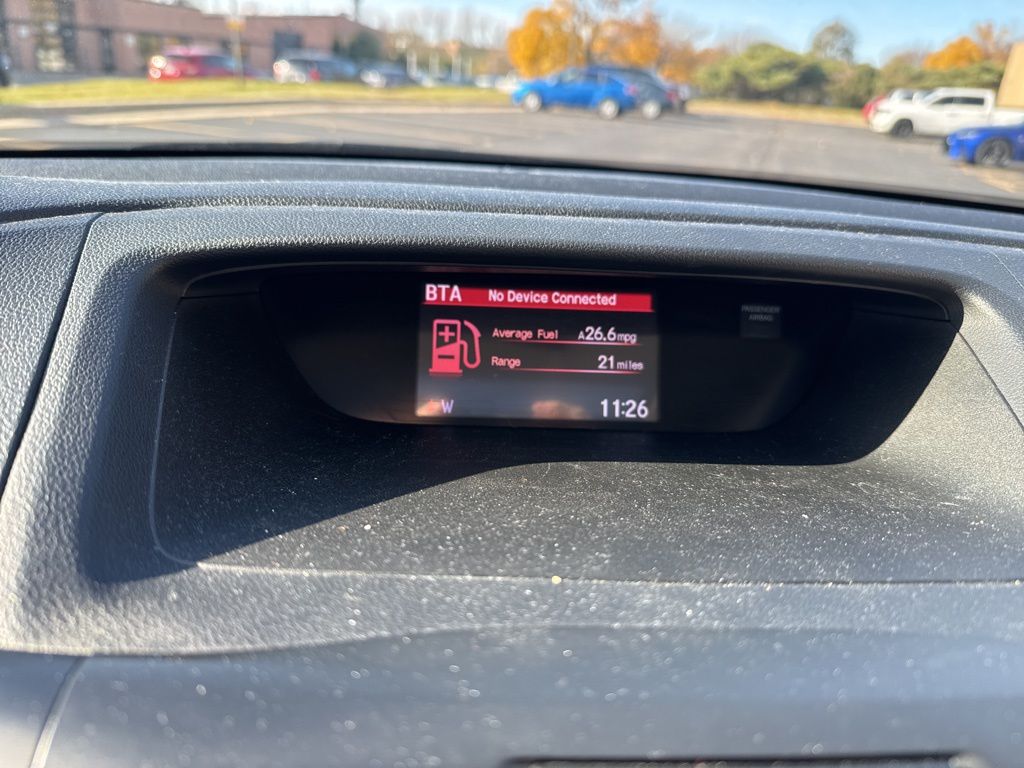 BTA No Device Connected
Average Fuel A26.6mpg
Range 21miles
W 11:26
PASSENGER
AIRBAG